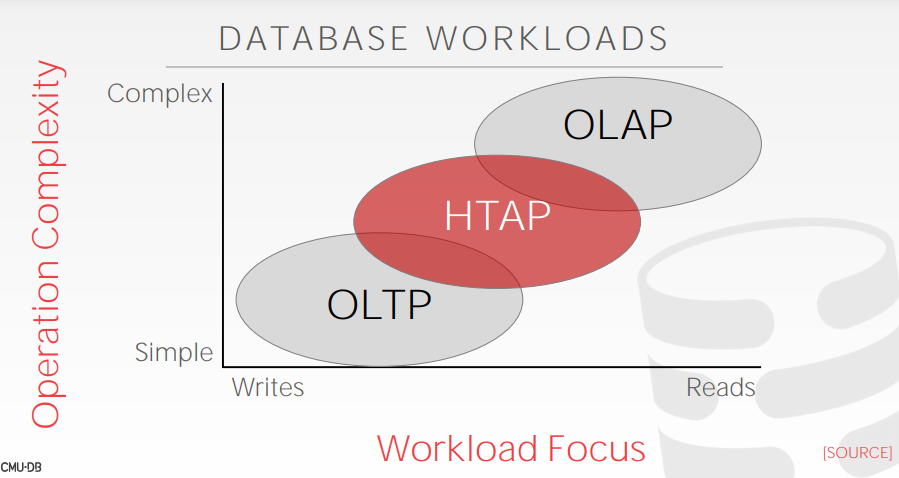 DATABASE WORKLOADS
Operation Complexity
Complex
OLAP
HTAP
OLTP
Simple
Writes
Reads
Workload Focus
[SOURCE]
CMU·DB